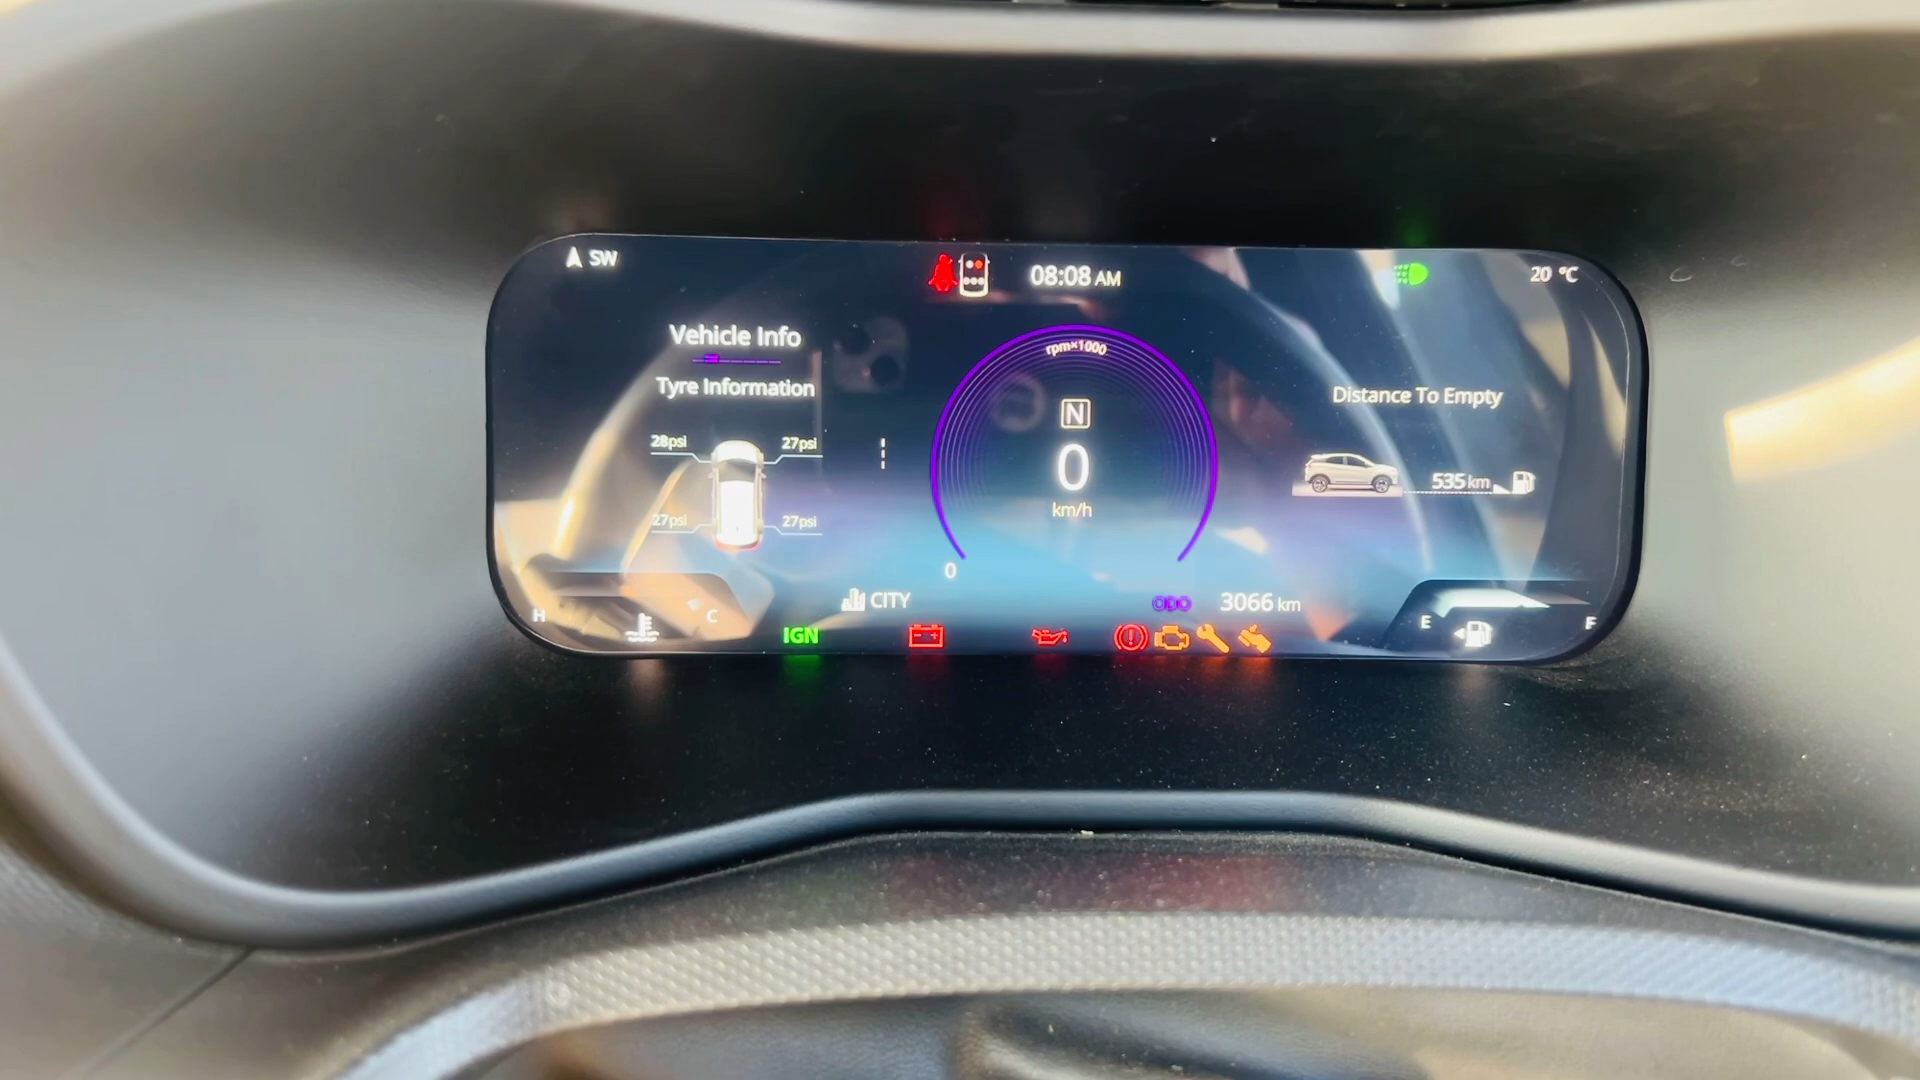 SW
08:08 AM
20 °C
Vehicle Info
Tyre Information
28psi 27psi
27psi 27psi
rpm×1000
N
0
km/h
0
Distance To Empty
535 km
CITY
ODO 3066 km
H C
E F
IGN